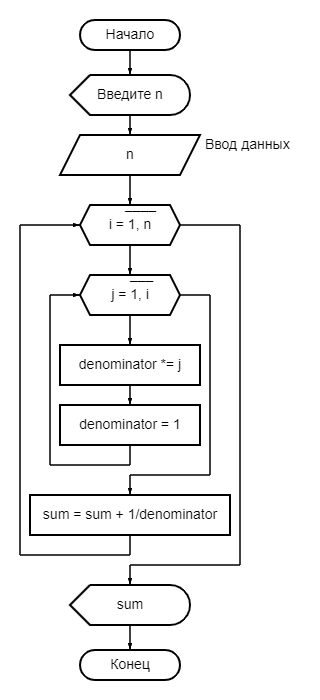 Начало
Введите n
n
Ввод данных
i = 1, n
j = 1, i
denominator *= j
denominator = 1
sum = sum + 1/denominator
sum
Конец